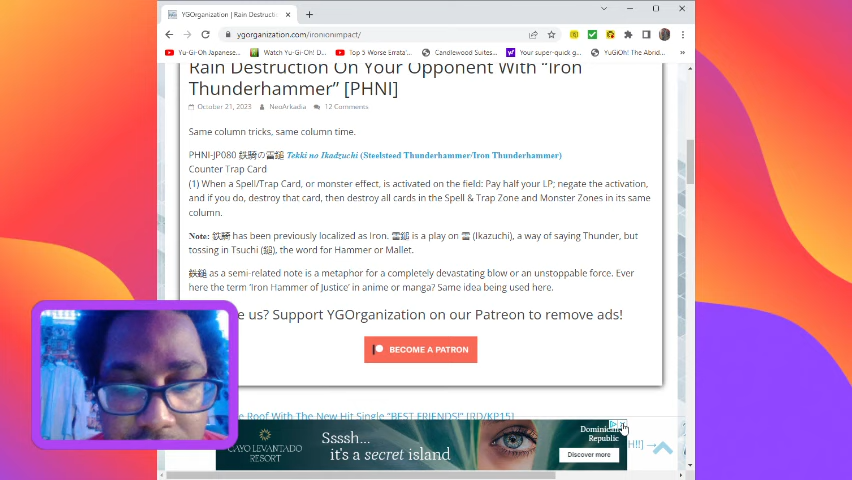 YGOrganization | Rain Destructi
ygorganization.com/ironionimpact/
Yu-Gi-Oh Japanese...
Watch Yu-Gi-Oh! D...
Top 5 Worse Errata'...
Candlewood Suites...
Your super-quick g...
YuGiOh! The Abrid...
Rain Destruction On Your Opponent With “Iron
Thunderhammer” [PHNI]
October 21, 2023 NeoArkadia 12 Comments
Same column tricks, same column time.
PHNI-JP080 鉄騎の雷鎚 Tekki no Ikadzuchi (Steelsteed Thunderhammer/Iron Thunderhammer)
Counter Trap Card
(1) When a Spell/Trap Card, or monster effect, is activated on the field: Pay half your LP; negate the activation,
and if you do, destroy that card, then destroy all cards in the Spell & Trap Zone and Monster Zones in its same
column.
Note: 鉄騎 has been previously localized as Iron. 雷鎚 is a play on 雷 (Ikazuchi), a way of saying Thunder, but
tossing in Tsuchi (鎚), the word for Hammer or Mallet.
鉄鎚 as a semi-related note is a metaphor for a completely devastating blow or an unstoppable force. Ever
here the term ‘Iron Hammer of Justice’ in anime or manga? Same idea being used here.
e us? Support YGOrganization on our Patreon to remove ads!
BECOME A PATRON
e Roof With The New Hit Single “BEST FRIENDS!” [RD/KP15]
H!!] →
CAYO LEVANTADO
RESORT
Ssssh...
it's a secret island
Dominican
Republic
Discover more